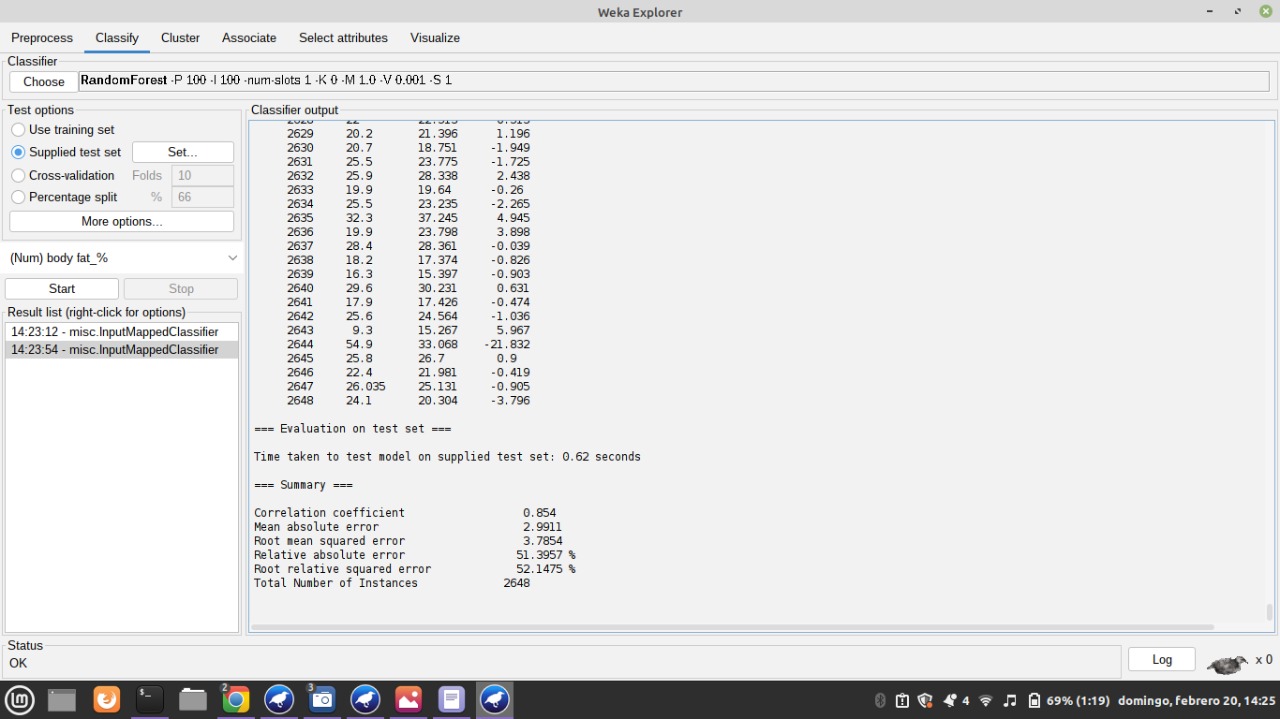 Weka Explorer
Preprocess Classify Cluster Associate Select attributes Visualize
Classifier
Choose RandomForest -P 100 -I 100 -num-slots 1 -K 0 -M 1.0 -V 0.001 -S 1
Test options
Use training set
Supplied test set Set...
Cross-validation Folds 10
Percentage split % 66
More options...
(Num) body fat_%
Start Stop
Result list (right-click for options)
14:23:12 - misc.InputMappedClassifier
14:23:54 - misc.InputMappedClassifier
Classifier output
2629 20.2 21.396 1.196
2630 20.7 18.751 -1.949
2631 25.5 23.775 -1.725
2632 25.9 28.338 2.438
2633 19.9 19.64 -0.26
2634 25.5 23.235 -2.265
2635 32.3 37.245 4.945
2636 19.9 23.798 3.898
2637 28.4 28.361 -0.039
2638 18.2 17.374 -0.826
2639 16.3 15.397 -0.903
2640 29.6 30.231 0.631
2641 17.9 17.426 -0.474
2642 25.6 24.564 -1.036
2643 9.3 15.267 5.967
2644 54.9 33.068 -21.832
2645 25.8 26.7 0.9
2646 22.4 21.981 -0.419
2647 26.035 25.131 -0.905
2648 24.1 20.304 -3.796
=== Evaluation on test set ===
Time taken to test model on supplied test set: 0.62 seconds
=== Summary ===
Correlation coefficient 0.854
Mean absolute error 2.9911
Root mean squared error 3.7854
Relative absolute error 51.3957 %
Root relative squared error 52.1475 %
Total Number of Instances 2648
Status
OK
Log x 0
2 3 4 69% (1:19) domingo, febrero 20, 14:25